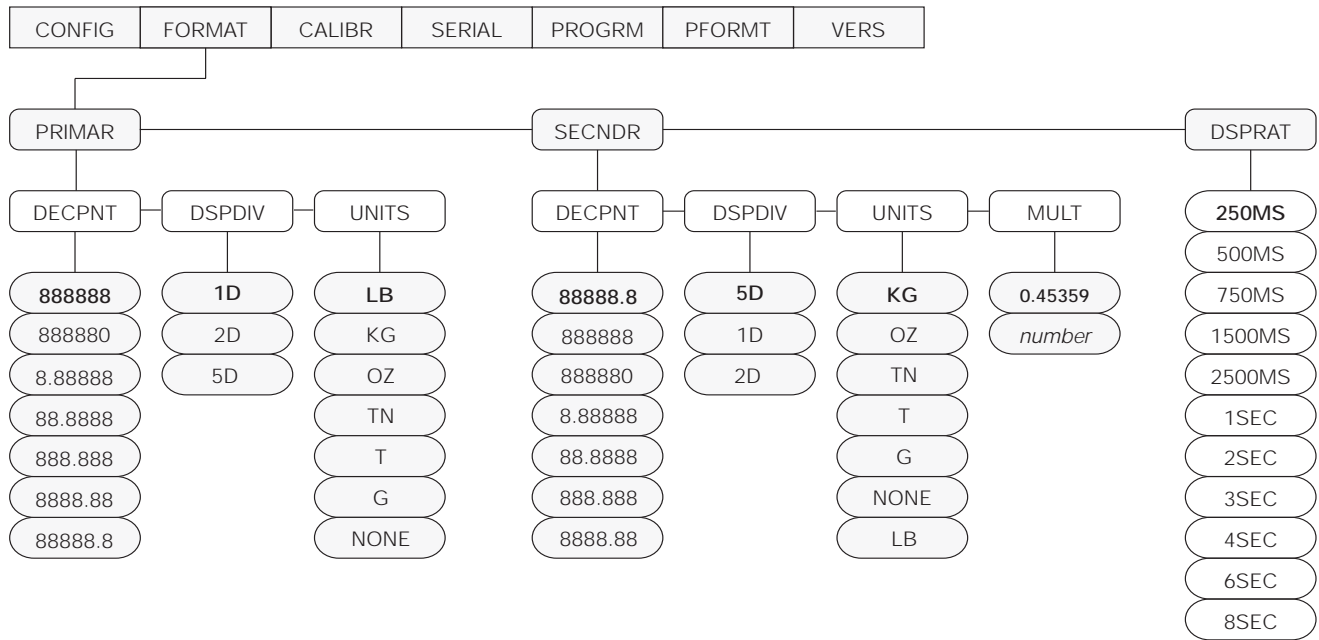 CONFIG FORMAT CALIBR SERIAL PROGRM PFORMT VERS
PRIMAR SECNDR DSPRAT
DECPNT DSPDIV UNITS DECPNT DSPDIV UNITS MULT 250MS
500MS
888888 1D LB 88888.8 5D KG 0.45359 750MS
888880 2D KG 888888 1D OZ number 1500MS
8.88888 5D OZ 888880 2D TN 2500MS
88.8888 TN 8.88888 T 1SEC
888.888 T 88.8888 G 2SEC
8888.88 G 888.888 NONE 3SEC
88888.8 NONE 8888.88 LB 4SEC
6SEC
8SEC